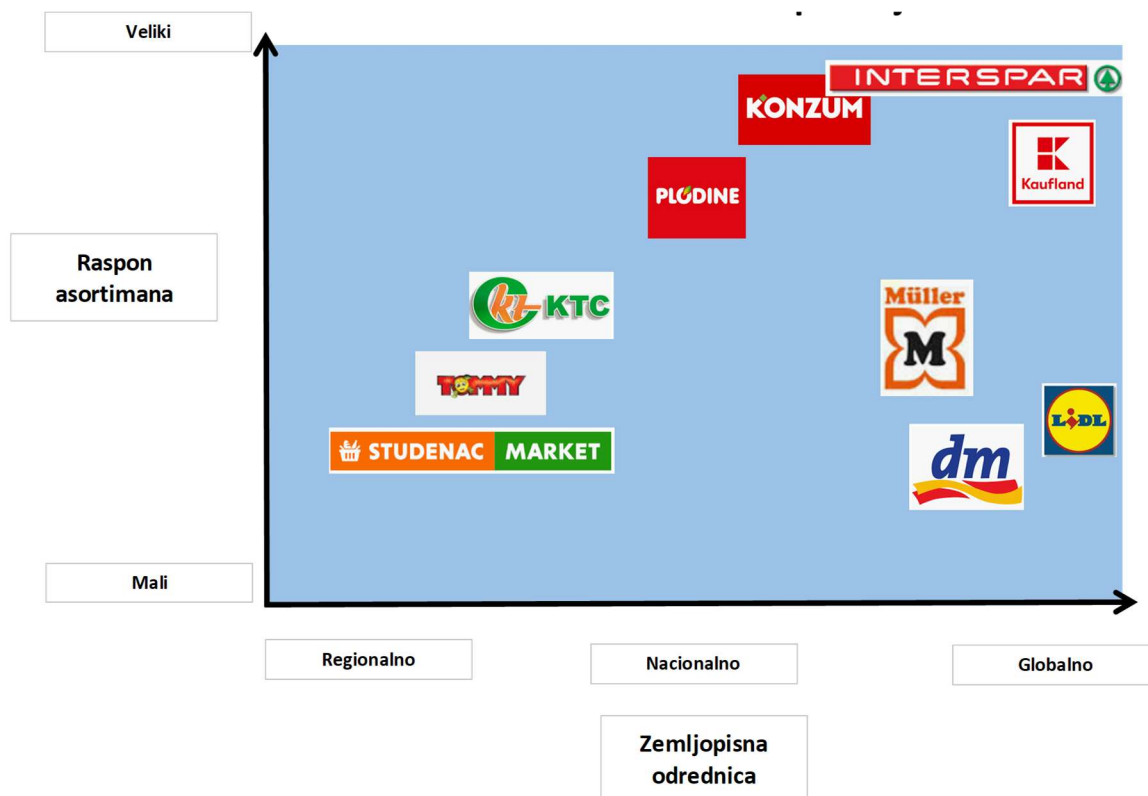 Veliki
INTERSPAR
KONZUM
K
Kaufland
PLODINE
Raspon
asortimana
kt KTC
Müller
M
TOMMY
LIDL
STUDENAC MARKET
dm
Mali
Regionalno
Nacionalno
Globalno
Zemljopisna
odrednica